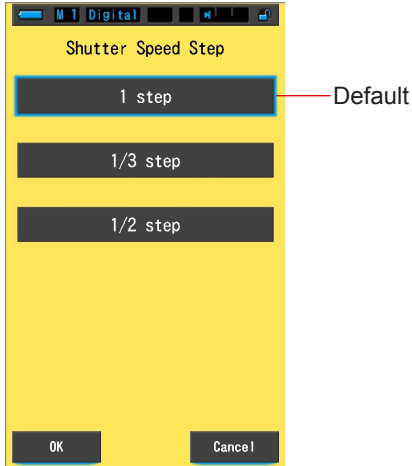 M 1 Digital
Shutter Speed Step
1 step
Default
1/3 step
1/2 step
OK
Cancel